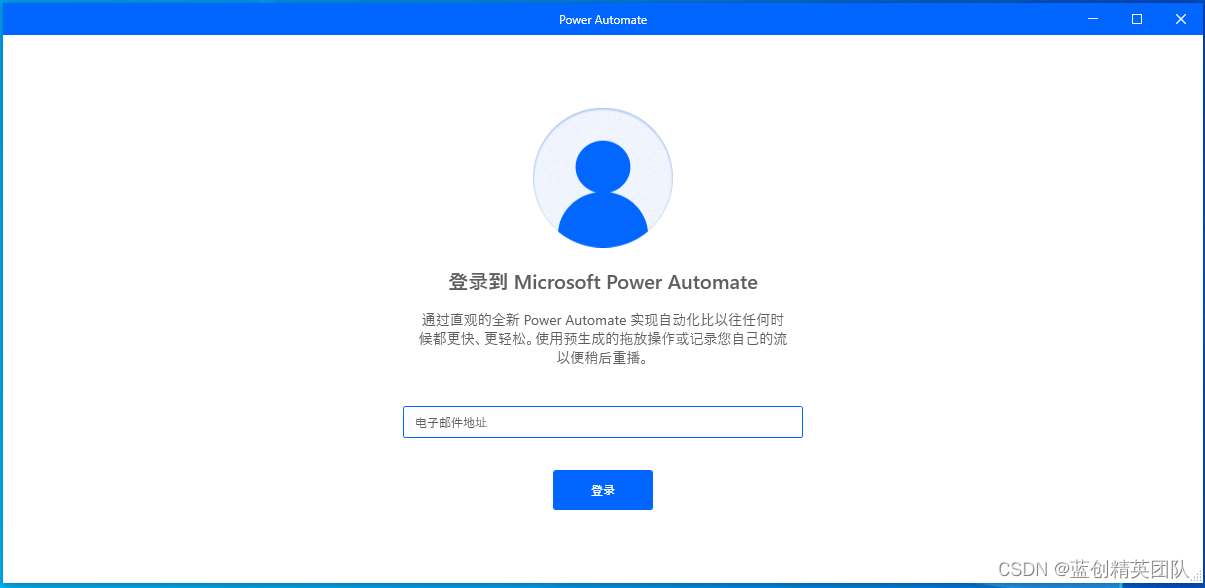 Power Automate
登录到 Microsoft Power Automate
通过直观的全新 Power Automate 实现自动化比以往任何时
候都更快、更轻松。使用预生成的拖放操作或记录您自己的流
以便稍后重播。
电子邮件地址
登录
CSDN @蓝创精英团队